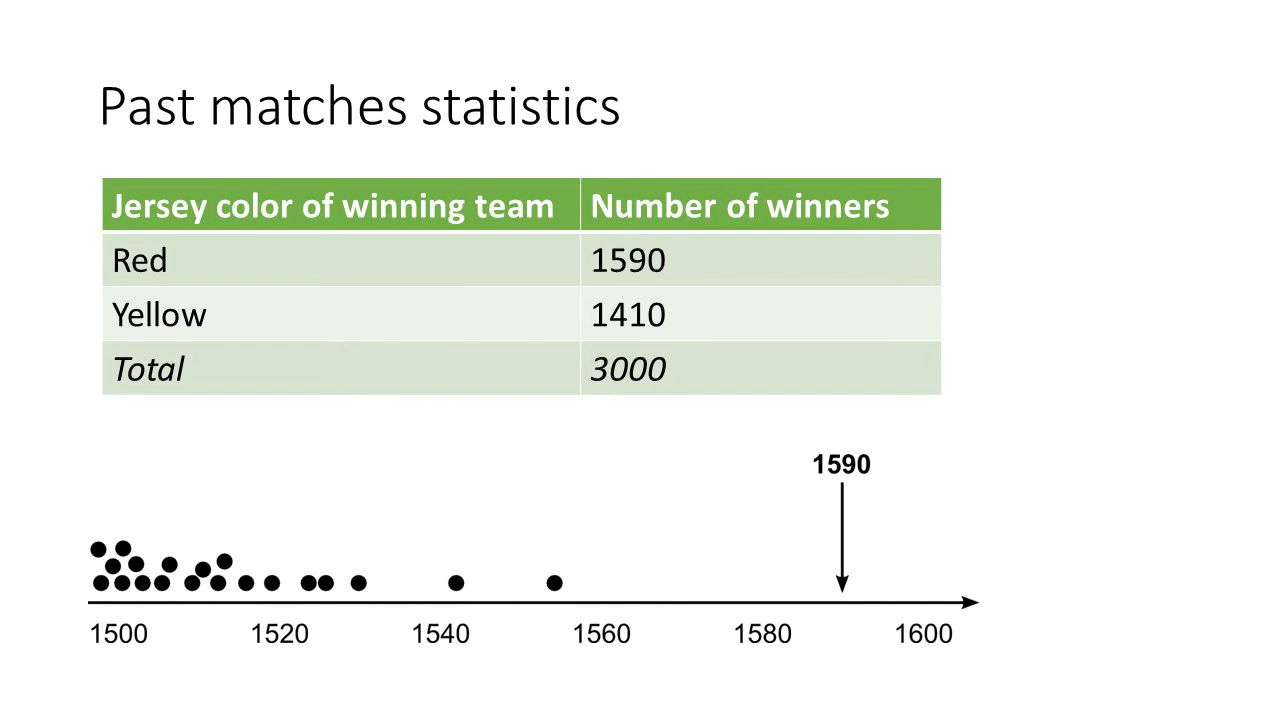 Past matches statistics
Jersey color of winning team Number of winners
Red 1590
Yellow 1410
Total 3000
1590
1500 1520 1540 1560 1580 1600